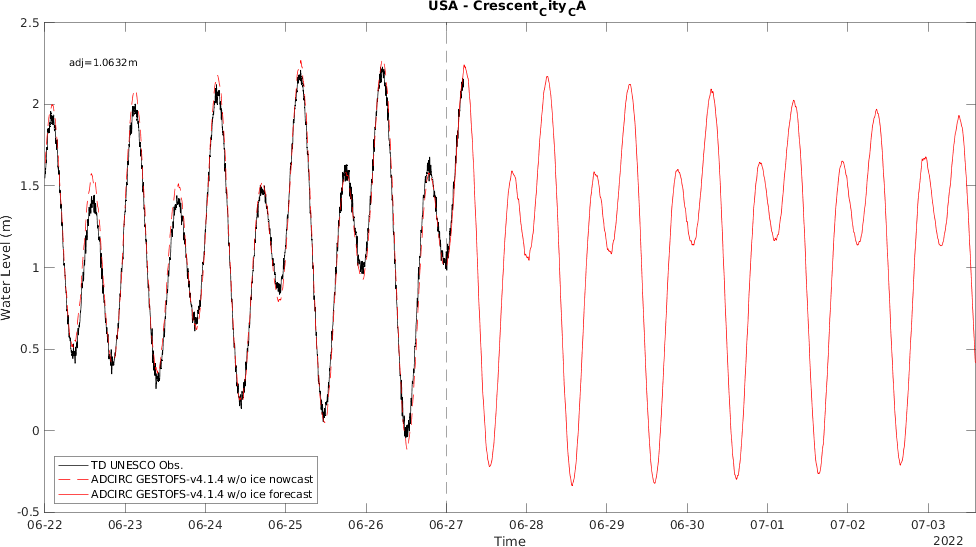 USA - CrescentCityCA
adj=1.0632m
2.5
2
1.5
1
0.5
0
-0.5
Water Level (m)
TD UNESCO Obs.
ADCIRC GESTOFS-v4.1.4 w/o ice nowcast
ADCIRC GESTOFS-v4.1.4 w/o ice forecast
06-22 06-23 06-24 06-25 06-26 06-27 06-28 06-29 06-30 07-01 07-02 07-03
Time
2022